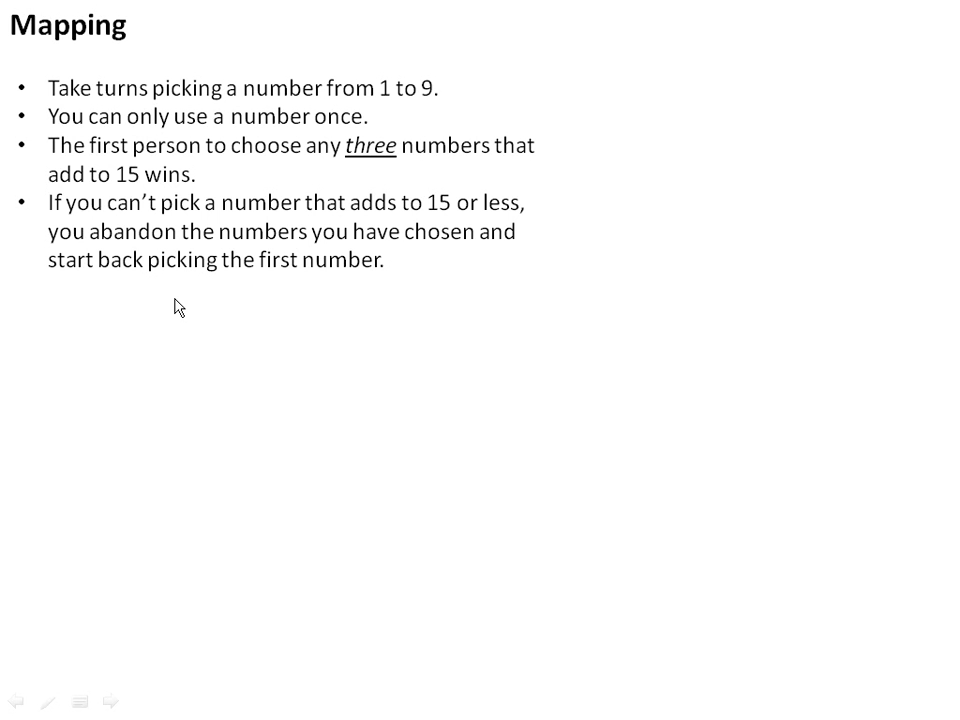 Mapping
• Take turns picking a number from 1 to 9.
• You can only use a number once.
• The first person to choose any three numbers that
add to 15 wins.
• If you can’t pick a number that adds to 15 or less,
you abandon the numbers you have chosen and
start back picking the first number.